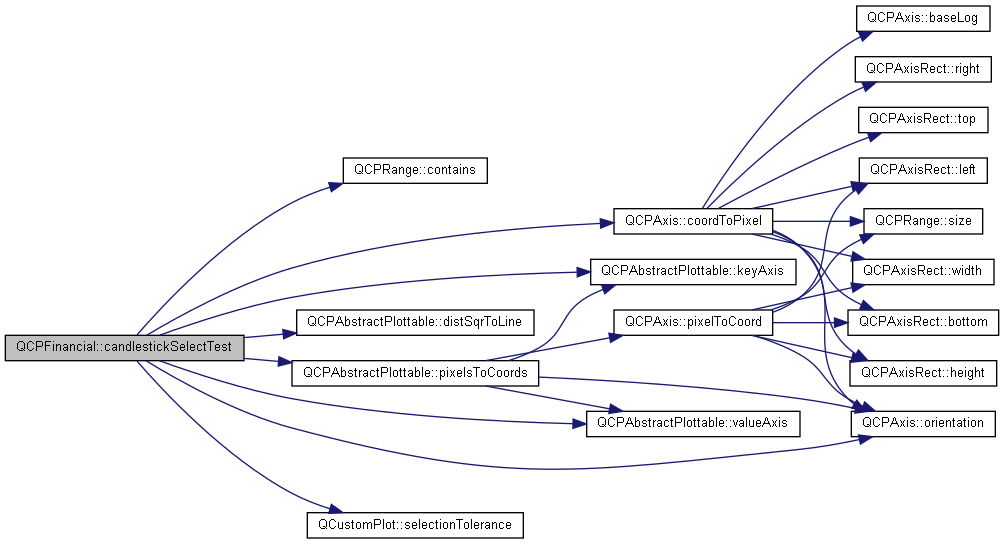 QCPAxis::baseLog
QCPAxisRect::right
QCPAxisRect::top
QCPRange::contains
QCPAxisRect::left
QCPAxis::coordToPixel
QCPRange::size
QCPAbstractPlottable::keyAxis
QCPAxisRect::width
QCPAbstractPlottable::distSqrToLine
QCPAxis::pixelToCoord
QCPAxisRect::bottom
QCPFinancial::candlestickSelectTest
QCPAbstractPlottable::pixelsToCoords
QCPAxisRect::height
QCPAbstractPlottable::valueAxis
QCPAxis::orientation
QCustomPlot::selectionTolerance